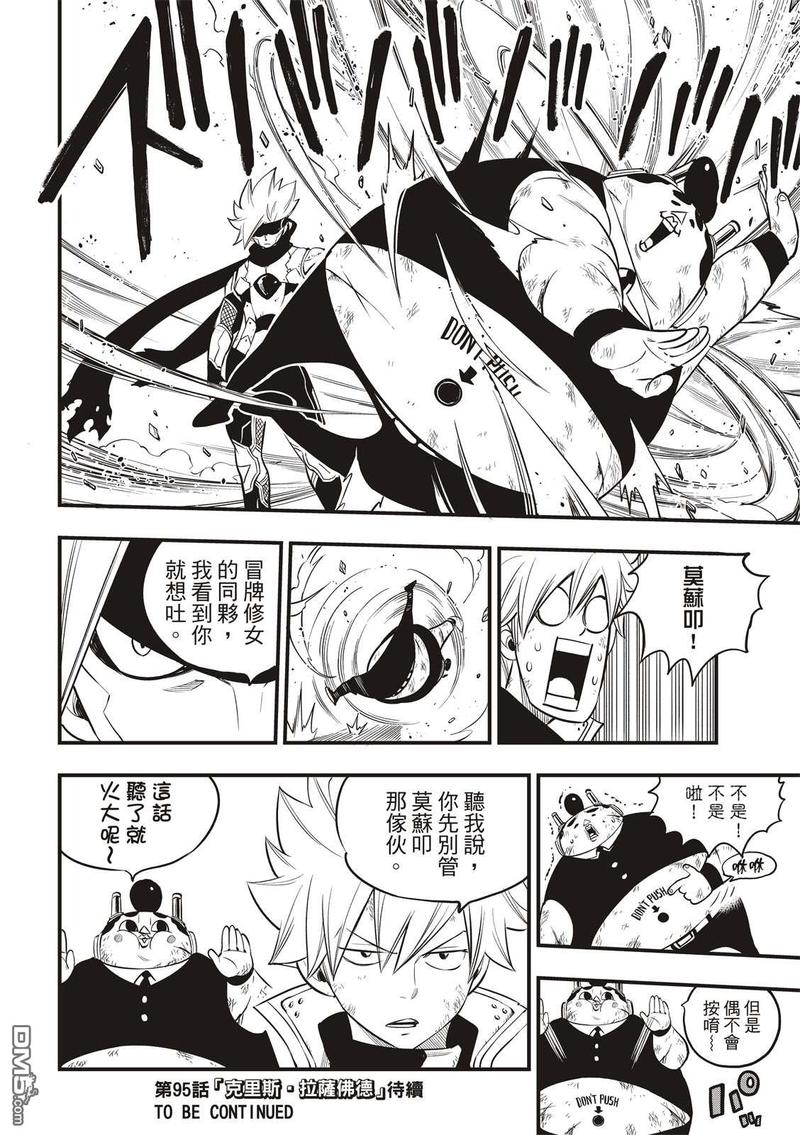 ズババババババ
DON'T PUSH
莫蘇叩！
冒牌修女
的同夥，
我看到你
就想吐。
不是！
不是
啦！
咻咻
DON'T PUSH
但是
偶不會
按唷～
DON'T PUSH
聽我說，
你先別管
莫蘇叩
那傢伙。
這話
聽了就
火大呢～
第95話『克里斯・拉薩佛德』待續
TO BE CONTINUED
DM5.com